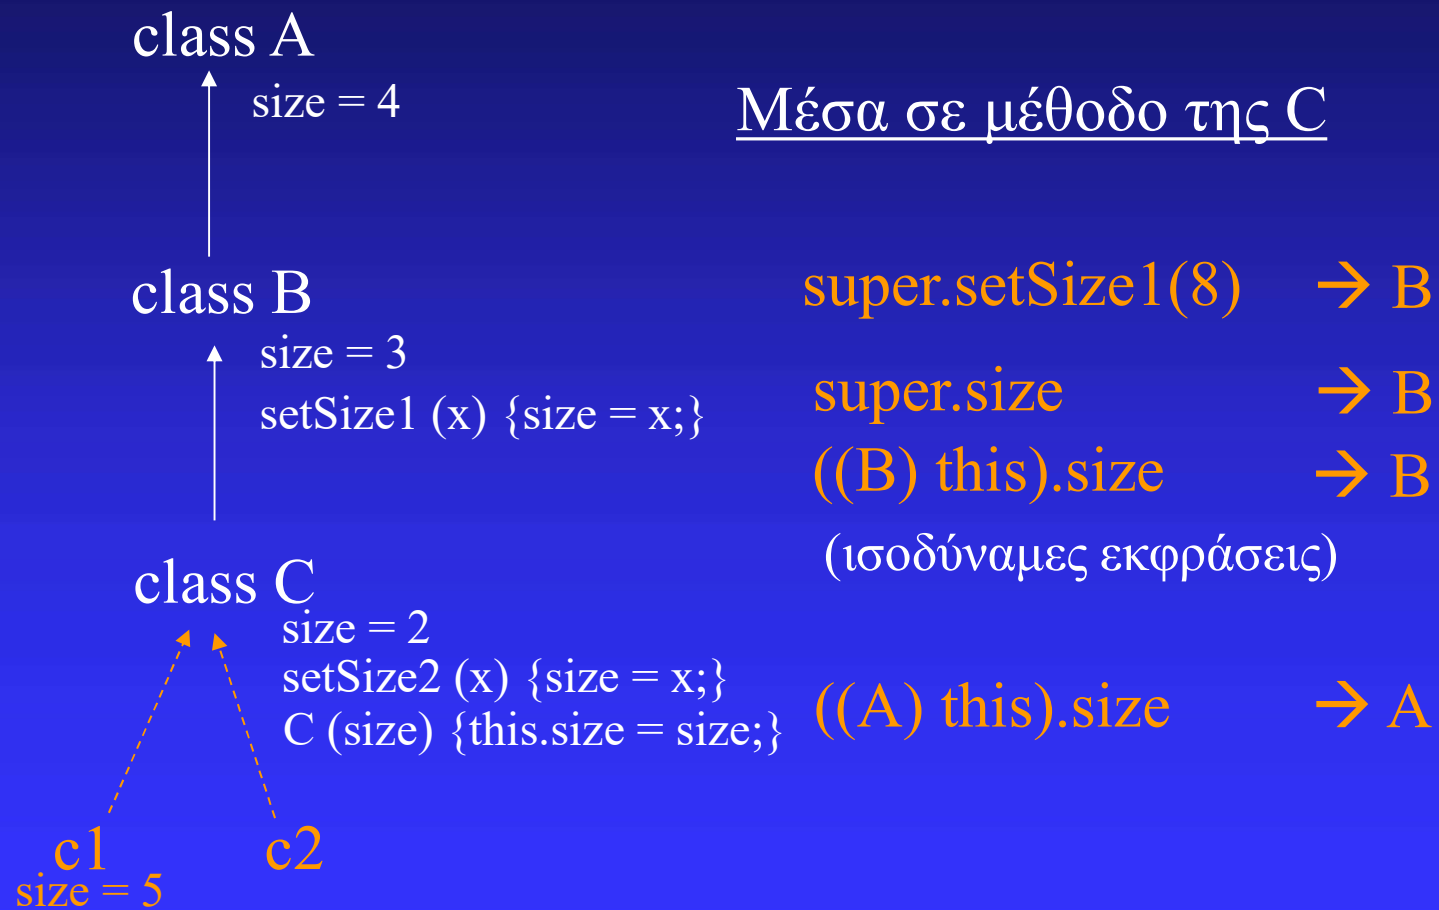 class A
size = 4
class B
size = 3
setSize1 (x) {size = x;}
class C
size = 2
setSize2 (x) {size = x;}
C (size) {this.size = size;}
c1
size = 5
c2
Μέσα σε μέθοδο της C
super.setSize1(8) → B
super.size → B
((B) this).size → B
(ισοδύναμες εκφράσεις)
((A) this).size → A